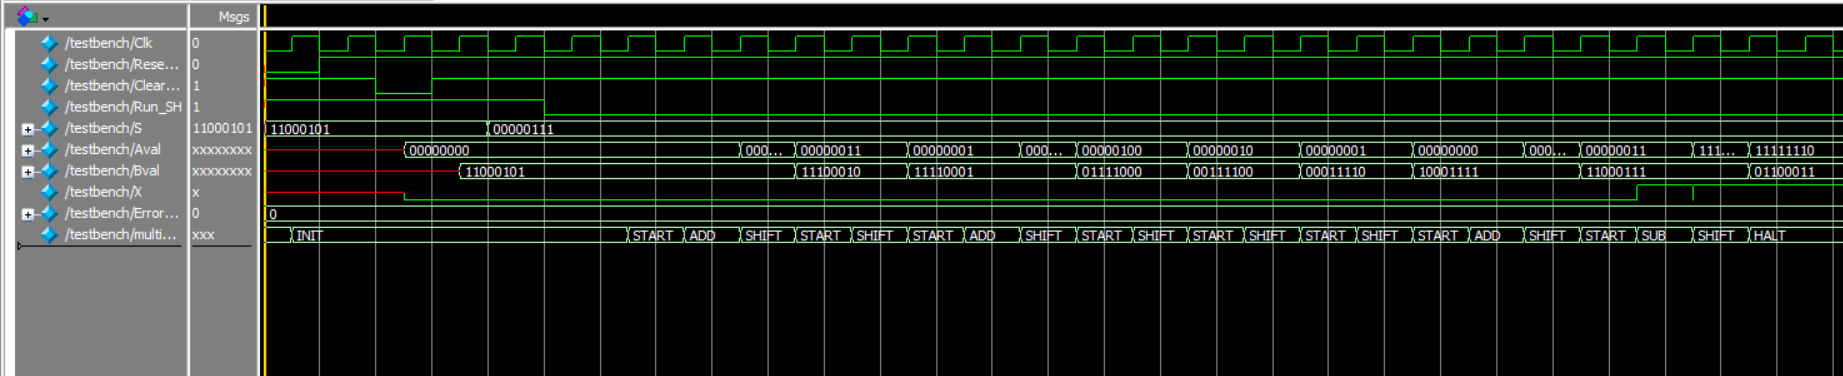 Msgs
/testbench/Clk 0
/testbench/Rese... 0
/testbench/Clear... 1
/testbench/Run_SH 1
/testbench/S 11000101 11000101 00000111
/testbench/Aval xxxxxxxx 00000000 000... 00000011 00000001 000... 00000100 00000010 00000001 00000000 000... 00000011 111... 11111110
/testbench/Bval xxxxxxxx 11000101 11100010 11110001 01111000 00111100 00011110 10001111 11000111 01100011
/testbench/X x
/testbench/Error... 0 0
/testbench/multi... xxx INIT START ADD SHIFT START SHIFT START ADD SHIFT START SHIFT START SHIFT START SHIFT START ADD SHIFT START SUB SHIFT HALT